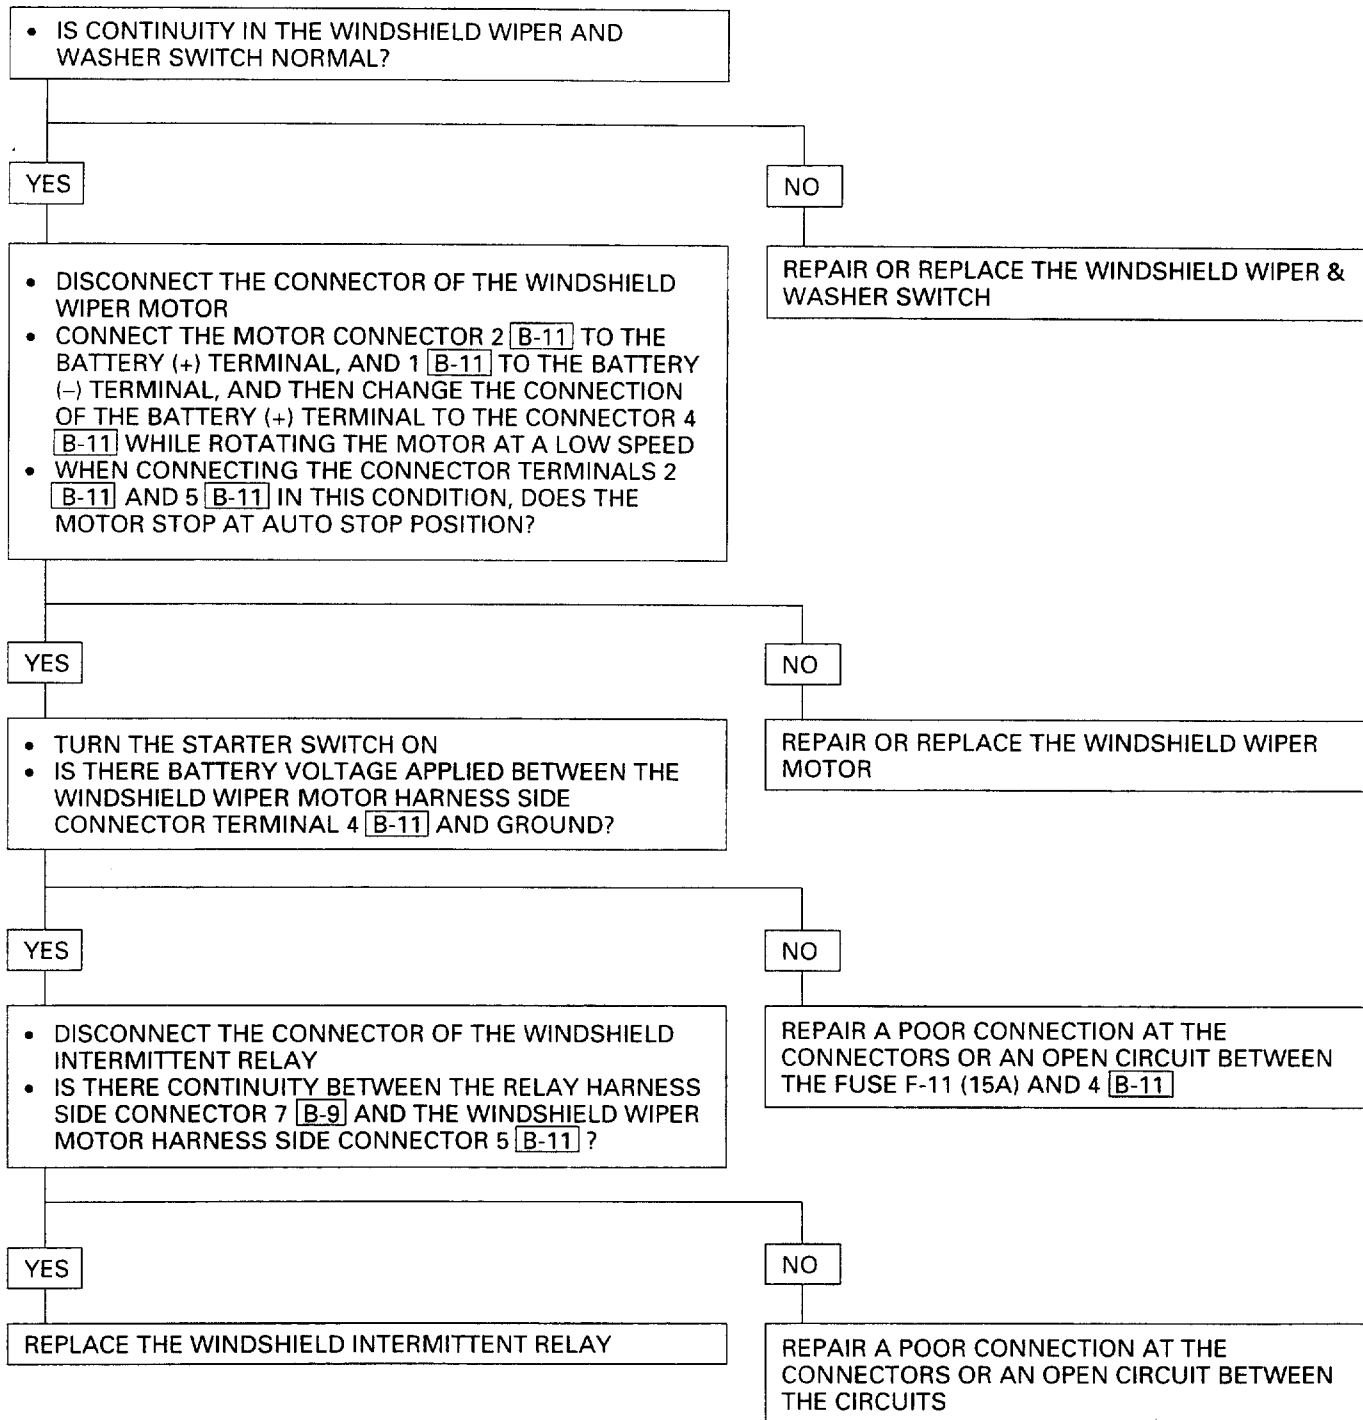 • IS CONTINUITY IN THE WINDSHIELD WIPER AND
WASHER SWITCH NORMAL?
YES
NO
• DISCONNECT THE CONNECTOR OF THE WINDSHIELD
WIPER MOTOR
• CONNECT THE MOTOR CONNECTOR 2 B-11 TO THE
BATTERY (+) TERMINAL, AND 1 B-11 TO THE BATTERY
(–) TERMINAL, AND THEN CHANGE THE CONNECTION
OF THE BATTERY (+) TERMINAL TO THE CONNECTOR 4
B-11 WHILE ROTATING THE MOTOR AT A LOW SPEED
• WHEN CONNECTING THE CONNECTOR TERMINALS 2
B-11 AND 5 B-11 IN THIS CONDITION, DOES THE
MOTOR STOP AT AUTO STOP POSITION?
REPAIR OR REPLACE THE WINDSHIELD WIPER &
WASHER SWITCH
YES
NO
• TURN THE STARTER SWITCH ON
• IS THERE BATTERY VOLTAGE APPLIED BETWEEN THE
WINDSHIELD WIPER MOTOR HARNESS SIDE
CONNECTOR TERMINAL 4 B-11 AND GROUND?
REPAIR OR REPLACE THE WINDSHIELD WIPER
MOTOR
YES
NO
• DISCONNECT THE CONNECTOR OF THE WINDSHIELD
INTERMITTENT RELAY
• IS THERE CONTINUITY BETWEEN THE RELAY HARNESS
SIDE CONNECTOR 7 B-9 AND THE WINDSHIELD WIPER
MOTOR HARNESS SIDE CONNECTOR 5 B-11 ?
REPAIR A POOR CONNECTION AT THE
CONNECTORS OR AN OPEN CIRCUIT BETWEEN
THE FUSE F-11 (15A) AND 4 B-11
YES
NO
REPLACE THE WINDSHIELD INTERMITTENT RELAY
REPAIR A POOR CONNECTION AT THE
CONNECTORS OR AN OPEN CIRCUIT BETWEEN
THE CIRCUITS